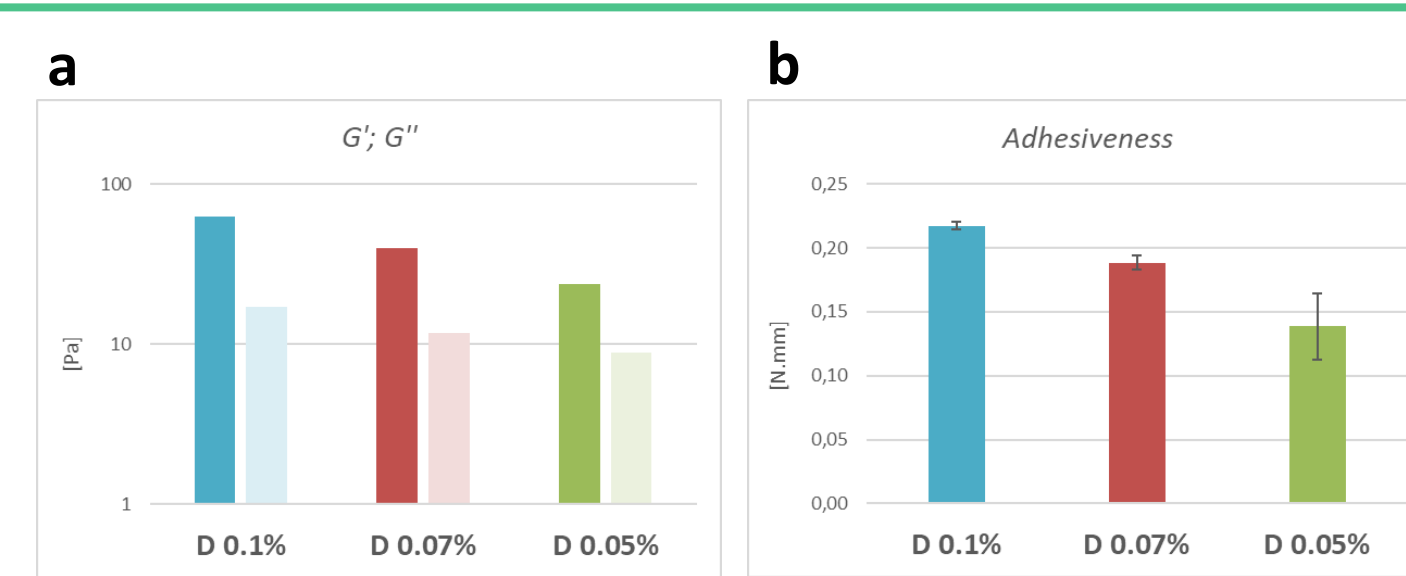 a
G'; G''
100
10
1
[Pa]
D 0.1%
D 0.07%
D 0.05%
b
Adhesiveness
0,25
0,20
0,15
0,10
0,05
0,00
[N.mm]
D 0.1%
D 0.07%
D 0.05%